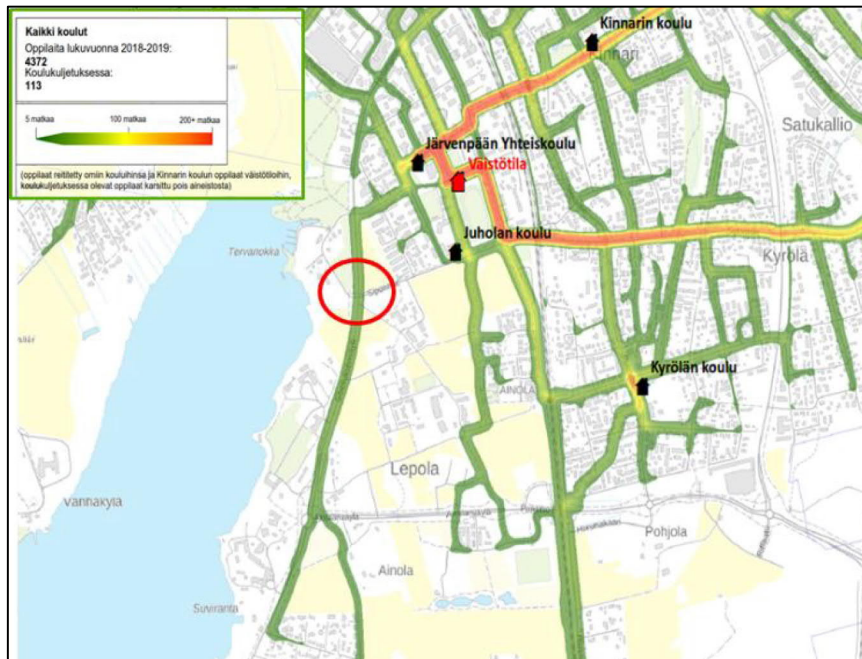 Kaikki koulut
Oppilaita lukuvuonna 2018-2019:
4372
Koulukuljetuksessa:
113
5 matkaa
100 matkaa
200+ matkaa
(oppilaat reititetty omiin kouluihinsa ja Kinnarin koulun oppilaat väistötiloihin,
koulukuljetuksessa olevat oppilaat karsittu pois aineistosta)
Kinnarin koulu
Kinnari
Satukallio
Järvenpään Yhteiskoulu
Väistötila
Juholan koulu
Tervanokka
Kyrölä
Kyrölän koulu
AINOLA
Lepola
Vannakylä
Pohjola
Ainola
Suviranta